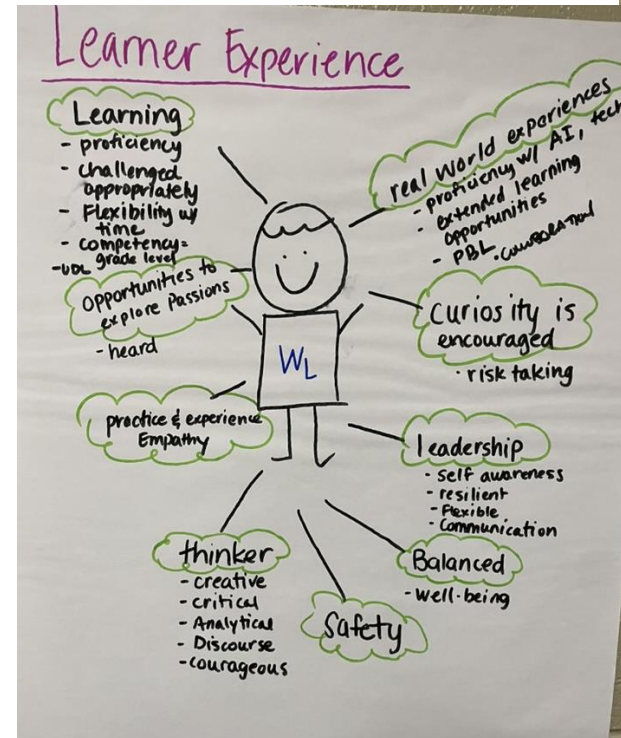 Learner Experience
Learning
- proficiency
- challenged
appropriately
- Flexibility w/
time
- competency=
grade level
- UDL
opportunities to
explore Passions
- heard
practice & experience
Empathy
thinker
- creative
- critical
- Analytical
- Discourse
- courageous
Safety
Balanced
- well-being
leadership
- self awareness
- resilient
- Flexible
- Communication
curiosity is
encouraged
· risk taking
real world experiences
- proficiency w/ AI, tech
- extended learning
opportunities
- PBL
· COLLABORATION
WL